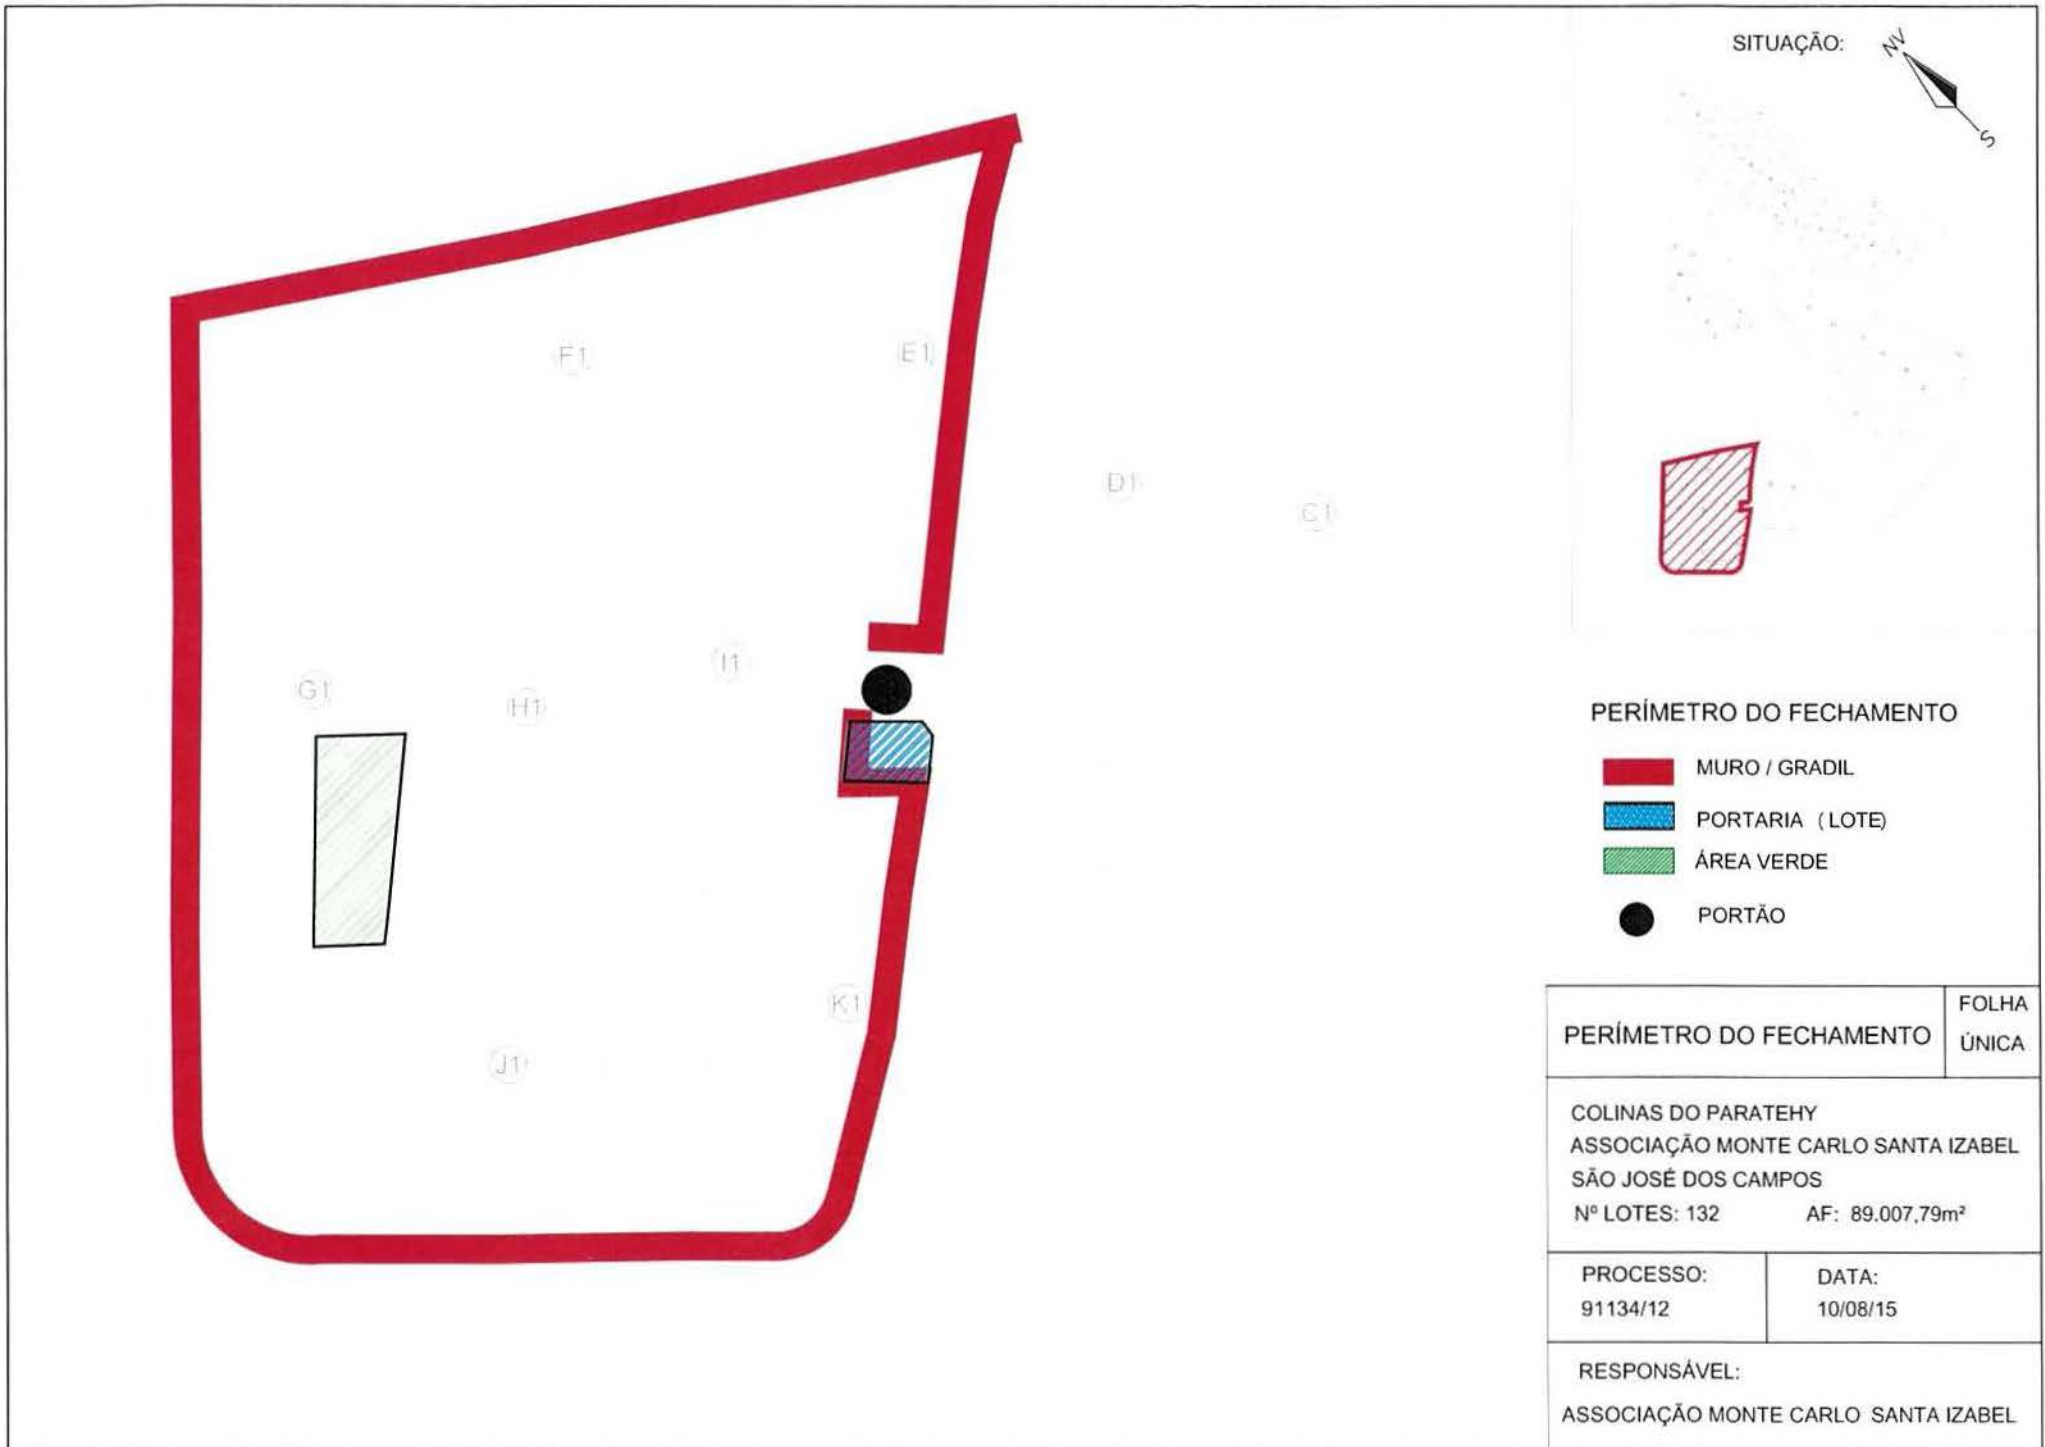 SITUAÇÃO:
S
F1
E1
D1
C1
I1
G1
H1
K1
J1
PERÍMETRO DO FECHAMENTO
MURO / GRADIL
PORTARIA (LOTE)
ÁREA VERDE
PORTÃO
PERÍMETRO DO FECHAMENTO
FOLHA
ÚNICA
COLINAS DO PARATEHY
ASSOCIAÇÃO MONTE CARLO SANTA IZABEL
SÃO JOSÉ DOS CAMPOS
Nº LOTES: 132 AF: 89.007,79m²
PROCESSO:
91134/12
DATA:
10/08/15
RESPONSÁVEL:
ASSOCIAÇÃO MONTE CARLO SANTA IZABEL